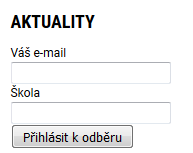 AKTUALITY
Váš e-mail
Škola
Přihlásit k odběru